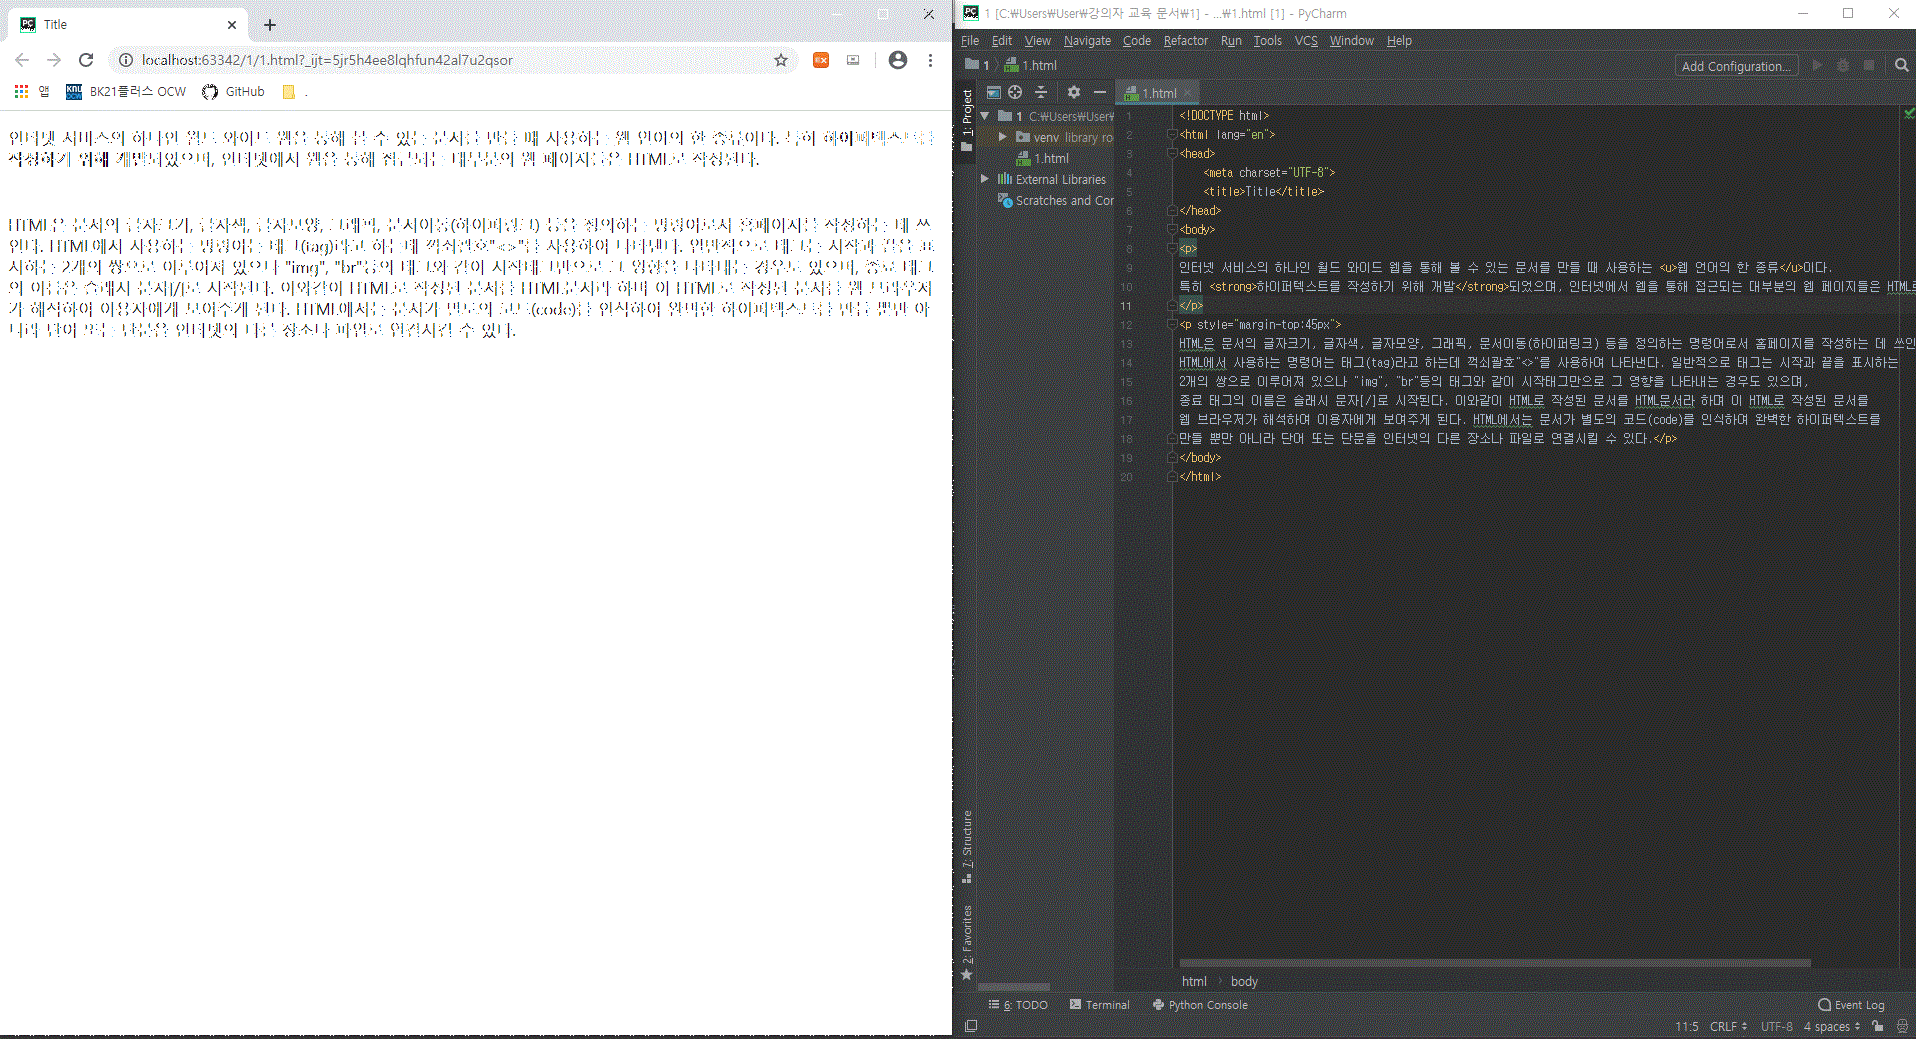 Title
localhost:63342/1/1.html?_ijt=5jr5h4ee8lqhfun42al7u2qsor
앱
BK21플러스 OCW
GitHub
.
인터넷 서비스의 하나인 월드 와이드 웹을 통해 볼 수 있는 문서를 만들 때 사용하는 웹 언어의 한 종류이다. 특히 하이퍼텍스트를
작성하기 위해 개발되었으며, 인터넷에서 웹을 통해 접근되는 대부분의 웹 페이지들은 HTML로 작성된다.
HTML은 문서의 글자크기, 글자색, 글자모양, 그래픽, 문서이동(하이퍼링크) 등을 정의하는 명령어로서 홈페이지를 작성하는 데 쓰
인다. HTML에서 사용하는 명령어는 태그(tag)라고 하는데 꺽쇠괄호"<>"를 사용하여 나타낸다. 일반적으로 태그는 시작과 끝을 표
시하는 2개의 쌍으로 이루어져 있으나 "img", "br"등의 태그와 같이 시작태그만으로 그 영향을 나타내는 경우도 있으며, 종료 태그
의 이름은 슬래시 문자[/]로 시작된다. 이와같이 HTML로 작성된 문서를 HTML문서라 하며 이 HTML로 작성된 문서를 웹 브라우저
가 해석하여 이용자에게 보여주게 된다. HTML에서는 문서가 별도의 코드(code)를 인식하여 완벽한 하이퍼텍스트를 만들 뿐만 아
니라 단어 또는 단문을 인터넷의 다른 장소나 파일로 연결시킬 수 있다.
1 [C:₩Users₩User₩강의자 교육 문서₩1] - ...₩1.html [1] - PyCharm
File Edit View Navigate Code Refactor Run Tools VCS Window Help
1 1.html
Add Configuration...
1: Project
1 C:₩Users₩User₩
venv library ro
1.html
External Libraries
Scratches and Cor
1.html
1 <!DOCTYPE html>
2 <html lang="en">
3 <head>
4 <meta charset="UTF-8">
5 <title>Title</title>
6 </head>
7 <body>
8 <p>
9 인터넷 서비스의 하나인 월드 와이드 웹을 통해 볼 수 있는 문서를 만들 때 사용하는 <u>웹 언어의 한 종류</u>이다.
10 특히 <strong>하이퍼텍스트를 작성하기 위해 개발</strong>되었으며, 인터넷에서 웹을 통해 접근되는 대부분의 웹 페이지들은 HTML로
11 </p>
12 <p style="margin-top:45px">
13 HTML은 문서의 글자크기, 글자색, 글자모양, 그래픽, 문서이동(하이퍼링크) 등을 정의하는 명령어로서 홈페이지를 작성하는 데 쓰인
14 HTML에서 사용하는 명령어는 태그(tag)라고 하는데 꺽쇠괄호"<>"를 사용하여 나타낸다. 일반적으로 태그는 시작과 끝을 표시하는
15 2개의 쌍으로 이루어져 있으나 "img", "br"등의 태그와 같이 시작태그만으로 그 영향을 나타내는 경우도 있으며,
16 종료 태그의 이름은 슬래시 문자[/]로 시작된다. 이와같이 HTML로 작성된 문서를 HTML문서라 하며 이 HTML로 작성된 문서를
17 웹 브라우저가 해석하여 이용자에게 보여주게 된다. HTML에서는 문서가 별도의 코드(code)를 인식하여 완벽한 하이퍼텍스트를
18 만들 뿐만 아니라 단어 또는 단문을 인터넷의 다른 장소나 파일로 연결시킬 수 있다.</p>
19 </body>
20 </html>
7: Structure
2: Favorites
html › body
6: TODO
Terminal
Python Console
Event Log
11:5 CRLF UTF-8 4 spaces